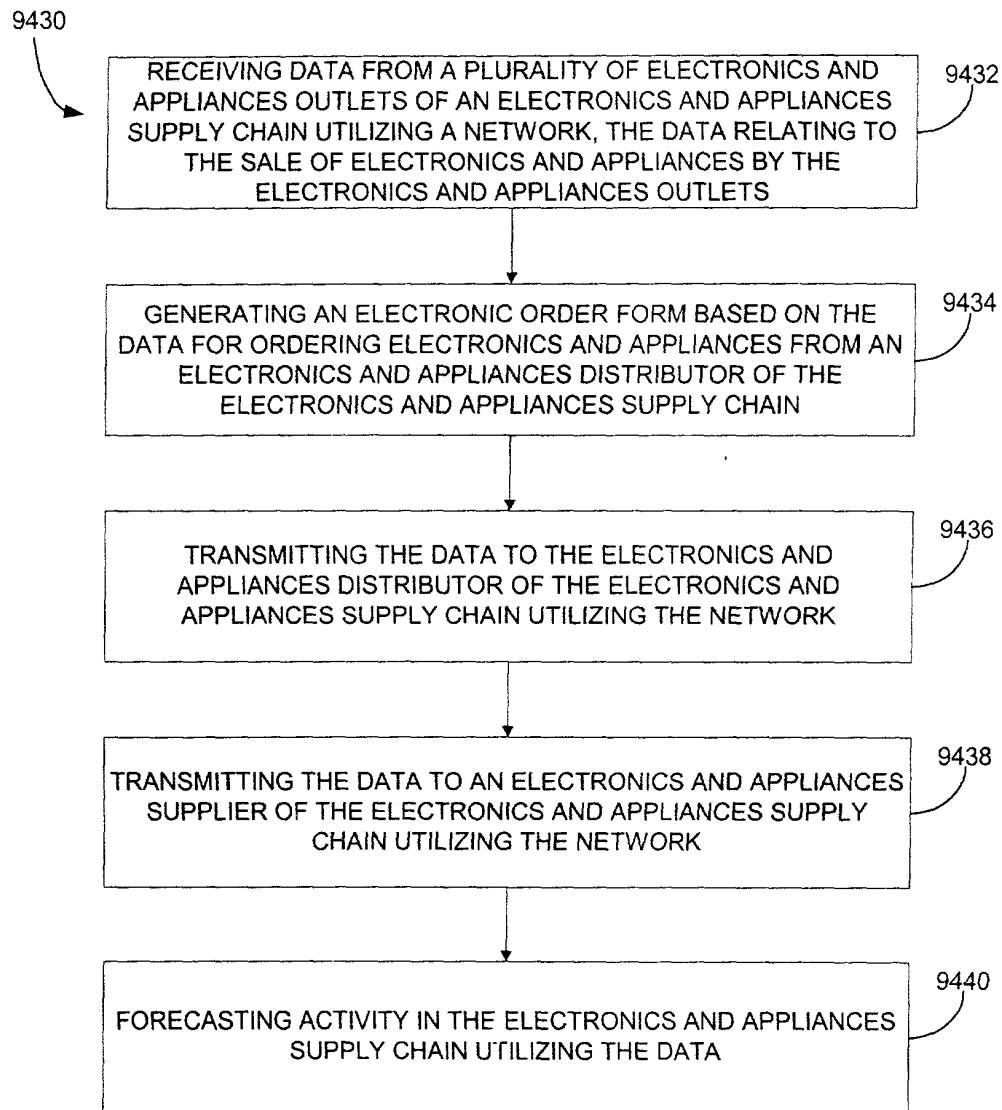 9430
RECEIVING DATA FROM A PLURALITY OF ELECTRONICS AND
APPLIANCES OUTLETS OF AN ELECTRONICS AND APPLIANCES
SUPPLY CHAIN UTILIZING A NETWORK, THE DATA RELATING TO
THE SALE OF ELECTRONICS AND APPLIANCES BY THE
ELECTRONICS AND APPLIANCES OUTLETS
9432
GENERATING AN ELECTRONIC ORDER FORM BASED ON THE
DATA FOR ORDERING ELECTRONICS AND APPLIANCES FROM AN
ELECTRONICS AND APPLIANCES DISTRIBUTOR OF THE
ELECTRONICS AND APPLIANCES SUPPLY CHAIN
9434
TRANSMITTING THE DATA TO THE ELECTRONICS AND
APPLIANCES DISTRIBUTOR OF THE ELECTRONICS AND
APPLIANCES SUPPLY CHAIN UTILIZING THE NETWORK
9436
TRANSMITTING THE DATA TO AN ELECTRONICS AND APPLIANCES
SUPPLIER OF THE ELECTRONICS AND APPLIANCES SUPPLY
CHAIN UTILIZING THE NETWORK
9438
FORECASTING ACTIVITY IN THE ELECTRONICS AND APPLIANCES
SUPPLY CHAIN UTILIZING THE DATA
9440